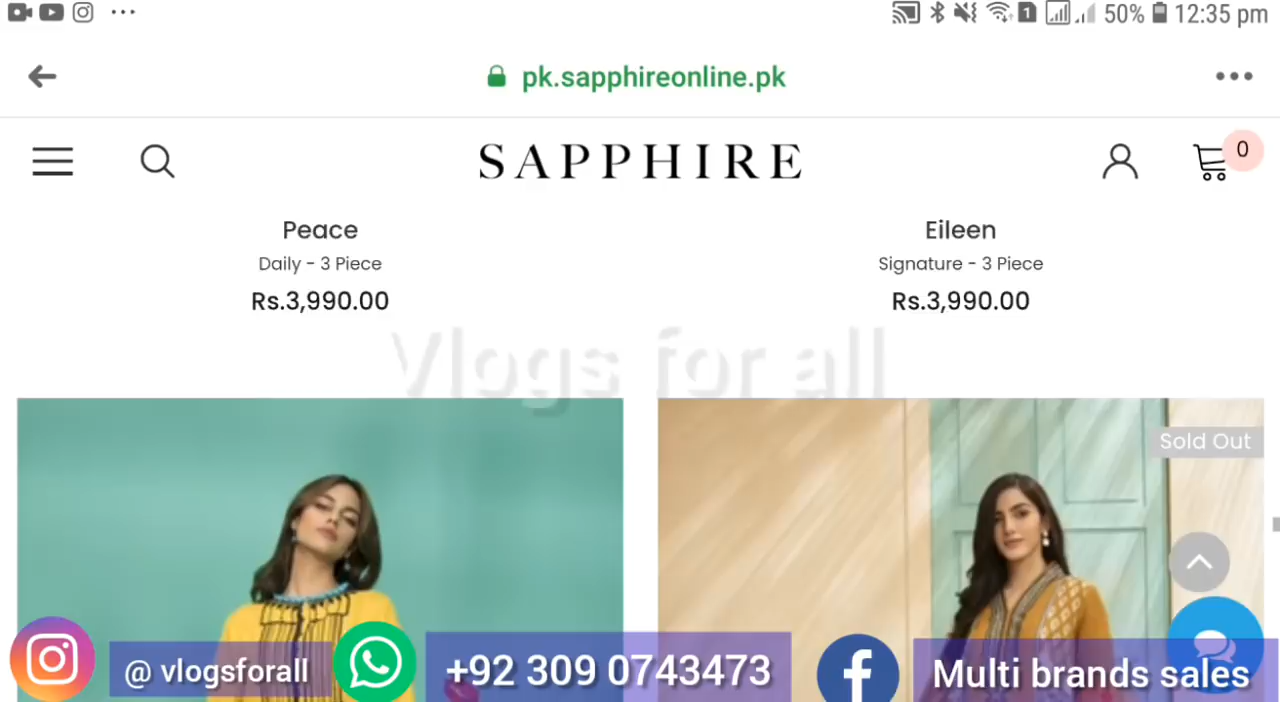 50% 12:35 pm
1
pk.sapphireonline.pk
SAPPHIRE
0
Peace
Daily - 3 Piece
Rs.3,990.00
Eileen
Signature - 3 Piece
Rs.3,990.00
Vlogs for all
Sold Out
@ vlogsforall
+92 309 0743473
Multi brands sales